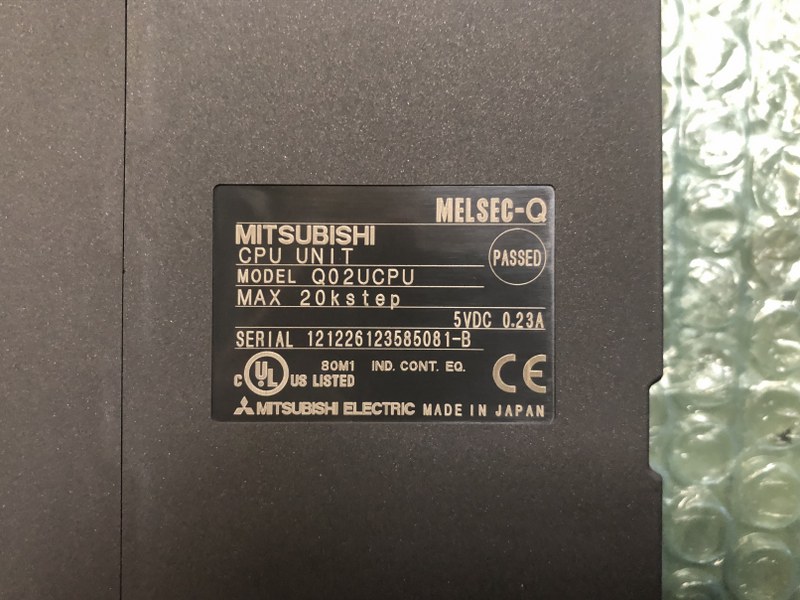 MELSEC-Q
MITSUBISHI
CPU UNIT
PASSED
MODEL Q02UCPU
MAX 20kstep
5VDC 0.23A
SERIAL 121226123585081-B
C UL US LISTED
80M1 IND. CONT. EQ.
CE
MITSUBISHI ELECTRIC MADE IN JAPAN